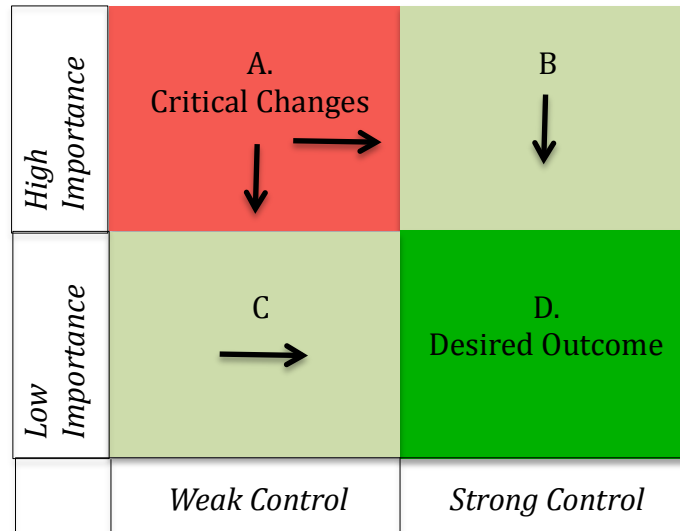 High
Importance
A.
Critical Changes
B
Low
Importance
C
D.
Desired Outcome
Weak Control
Strong Control